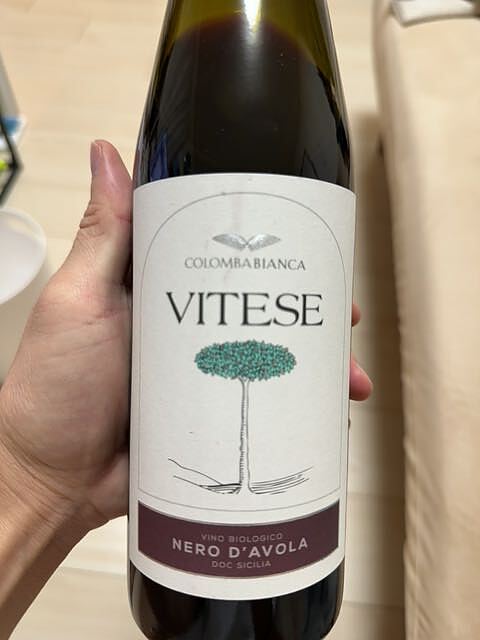 COLOMBA BIANCA
VITESE
VINO BIOLOGICO
NERO D'AVOLA
DOC SICILIA